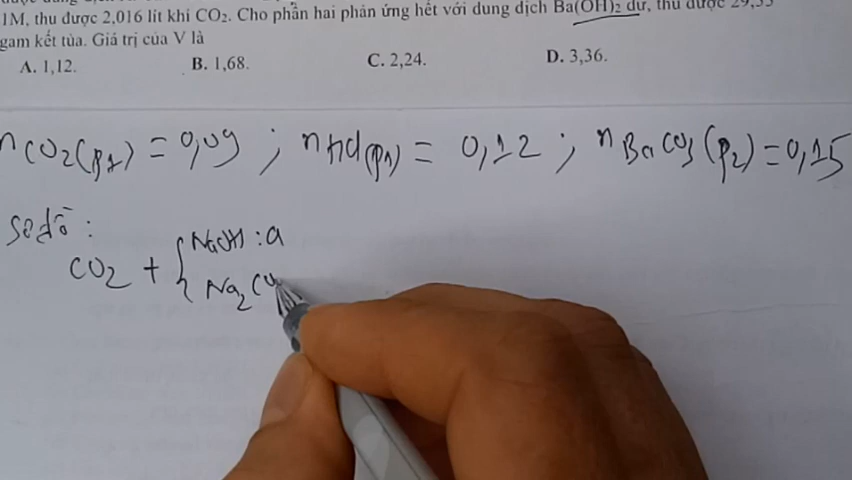 1M, thu được 2,016 lít khí CO₂. Cho phần hai phản ứng hết với dung dịch Ba(OH)₂ dư, thu được 29,55
gam kết tủa. Giá trị của V là
A. 1,12. B. 1,68. C. 2,24. D. 3,36.
nCO₂(p1) = 0,09 ; nHCl(p1) = 0,12 ; nBaCO₃(p2) = 0,15
Sơ đồ :
NaOH : a
CO₂ + {
Na₂CO